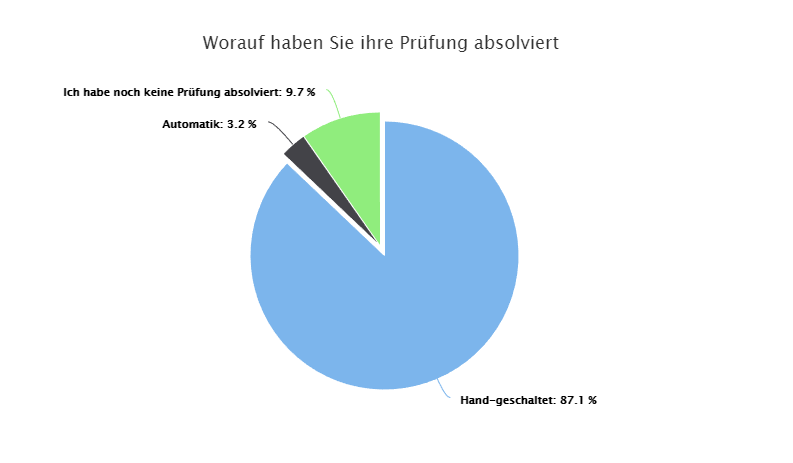 Worauf haben Sie ihre Prüfung absolviert
Ich habe noch keine Prüfung absolviert: 9.7 %
Automatik: 3.2 %
Hand-geschaltet: 87.1 %